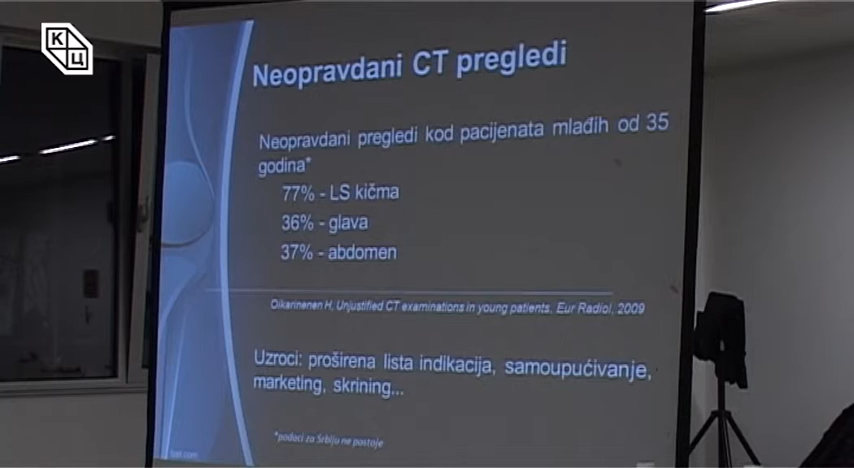 КЦ
Neopravdani CT pregledi
Neopravdani pregledi kod pacijenata mlađih od 35
godina*
77% - LS kičma
36% - glava
37% - abdomen
Oikarinenen H, Unjustified CT examinations in young patients. Eur Radiol, 2009
Uzroci: proširena lista indikacija, samoupućivanje,
marketing, skrining...
*podaci za Srbiju ne postoje